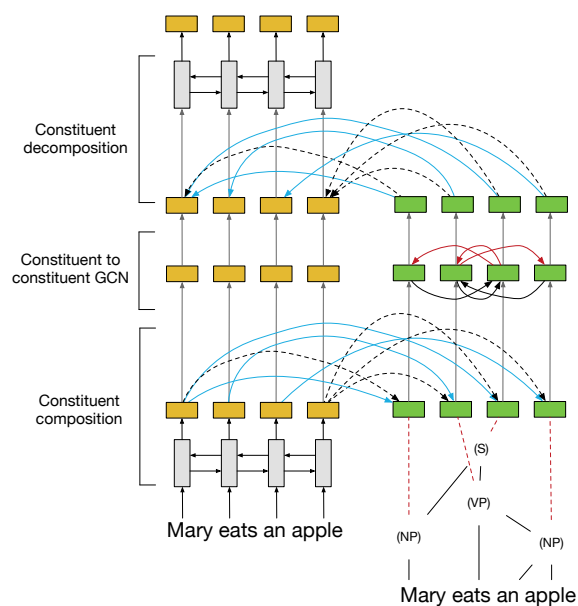 Constituent
decomposition
Constituent to
constituent GCN
Constituent
composition
(S)
(VP)
(NP)
(NP)
Mary eats an apple
Mary eats an apple